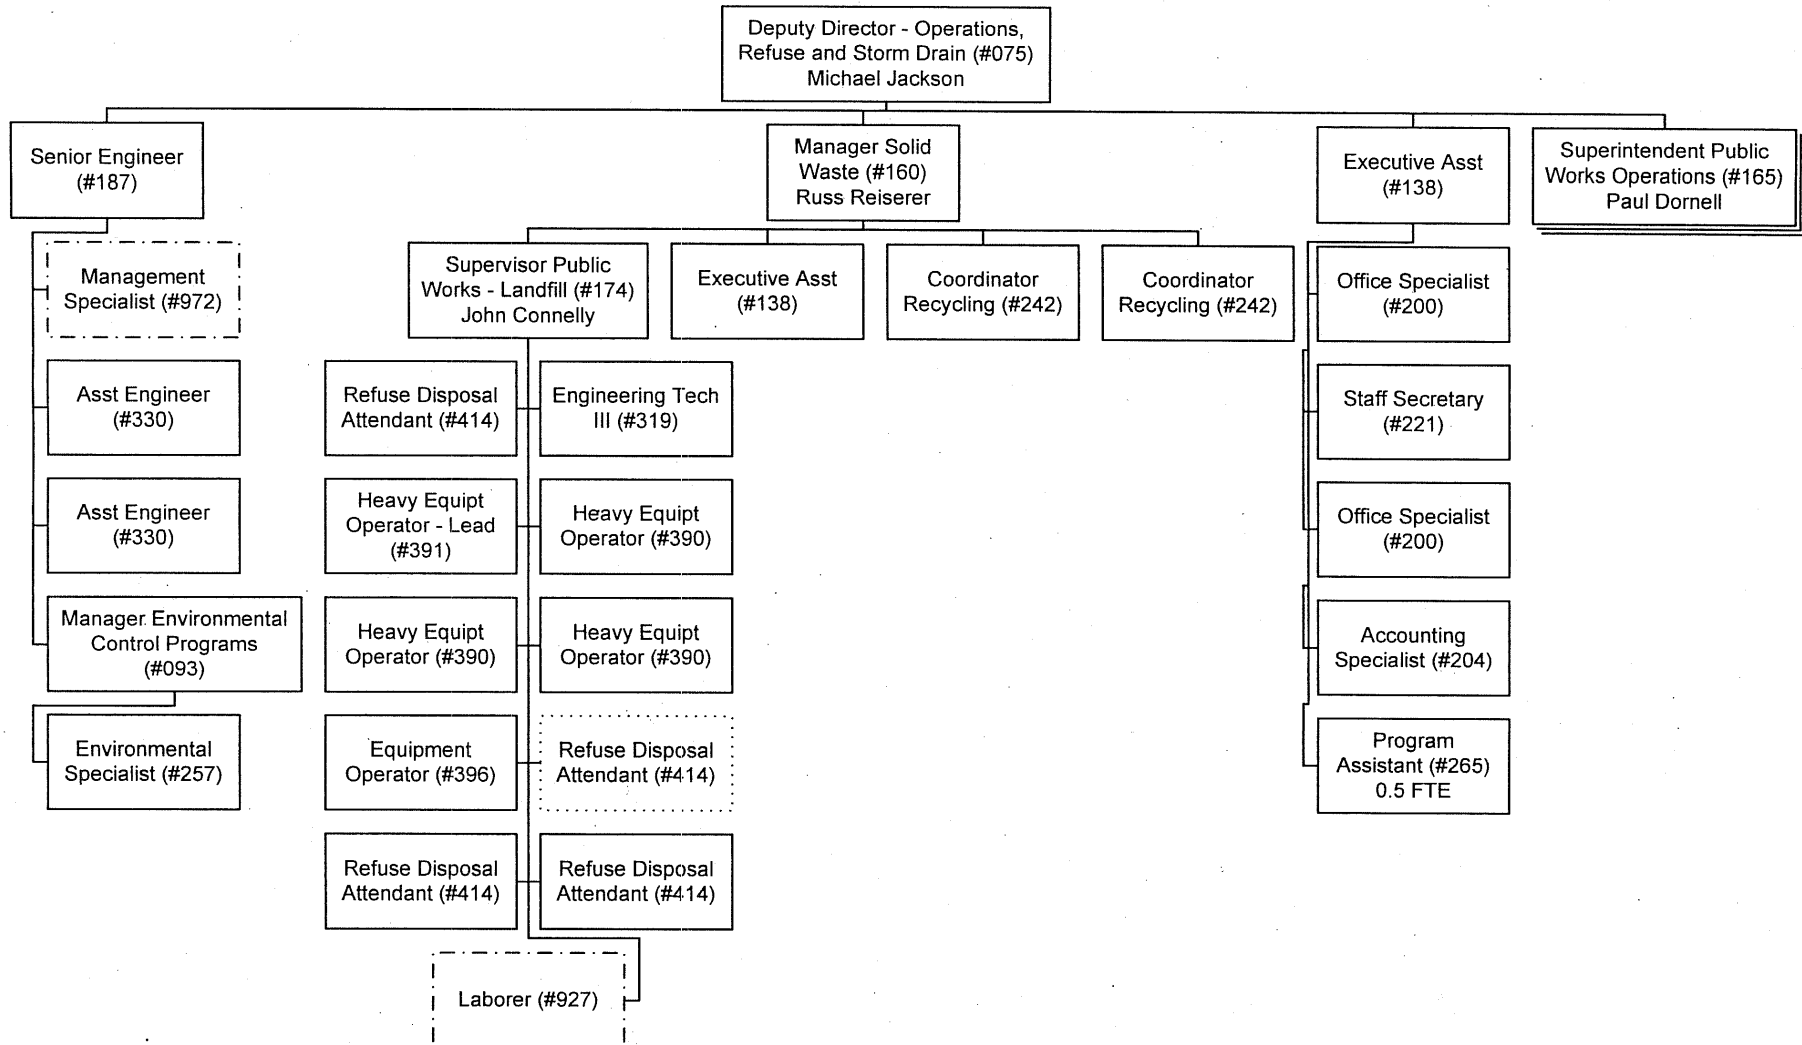 Deputy Director - Operations,
Refuse and Storm Drain (#075)
Michael Jackson
Senior Engineer
(#187)
Manager Solid
Waste (#160)
Russ Reiserer
Executive Asst
(#138)
Superintendent Public
Works Operations (#165)
Paul Dornell
Management
Specialist (#972)
Asst Engineer
(#330)
Asst Engineer
(#330)
Manager Environmental
Control Programs
(#093)
Environmental
Specialist (#257)
Supervisor Public
Works - Landfill (#174)
John Connelly
Executive Asst
(#138)
Coordinator
Recycling (#242)
Coordinator
Recycling (#242)
Refuse Disposal
Attendant (#414)
Engineering Tech
III (#319)
Heavy Equipt
Operator - Lead
(#391)
Heavy Equipt
Operator (#390)
Heavy Equipt
Operator (#390)
Heavy Equipt
Operator (#390)
Equipment
Operator (#396)
Refuse Disposal
Attendant (#414)
Refuse Disposal
Attendant (#414)
Refuse Disposal
Attendant (#414)
Laborer (#927)
Office Specialist
(#200)
Staff Secretary
(#221)
Office Specialist
(#200)
Accounting
Specialist (#204)
Program
Assistant (#265)
0.5 FTE